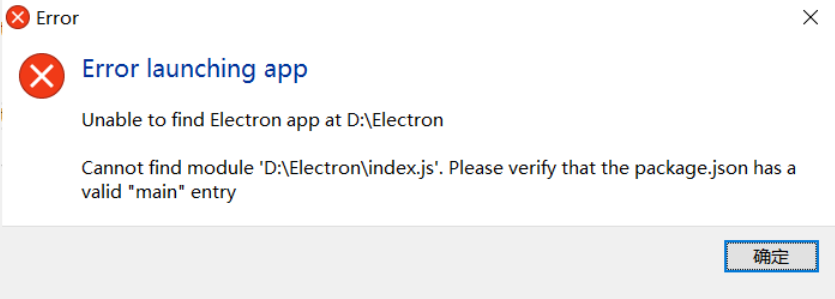 Error
Error launching app
Unable to find Electron app at D:\Electron
Cannot find module 'D:\Electron\index.js'. Please verify that the package.json has a
valid "main" entry
确定